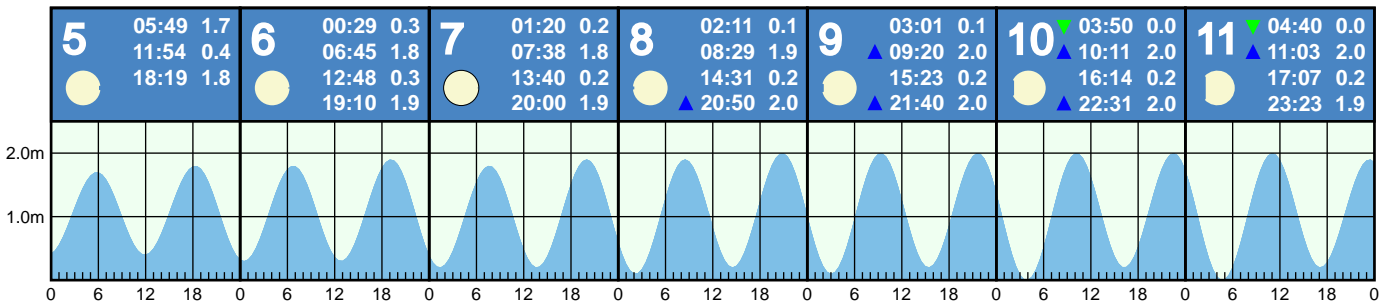 5 05:49 1.7
11:54 0.4
18:19 1.8
6 00:29 0.3
06:45 1.8
12:48 0.3
19:10 1.9
7 01:20 0.2
07:38 1.8
13:40 0.2
20:00 1.9
8 02:11 0.1
08:29 1.9
14:31 0.2
▲ 20:50 2.0
9 03:01 0.1
▲ 09:20 2.0
15:23 0.2
▲ 21:40 2.0
10 ▼ 03:50 0.0
▲ 10:11 2.0
16:14 0.2
▲ 22:31 2.0
11 ▼ 04:40 0.0
▲ 11:03 2.0
17:07 0.2
23:23 1.9
2.0m
1.0m
0 6 12 18 0 6 12 18 0 6 12 18 0 6 12 18 0 6 12 18 0 6 12 18 0 6 12 18 0